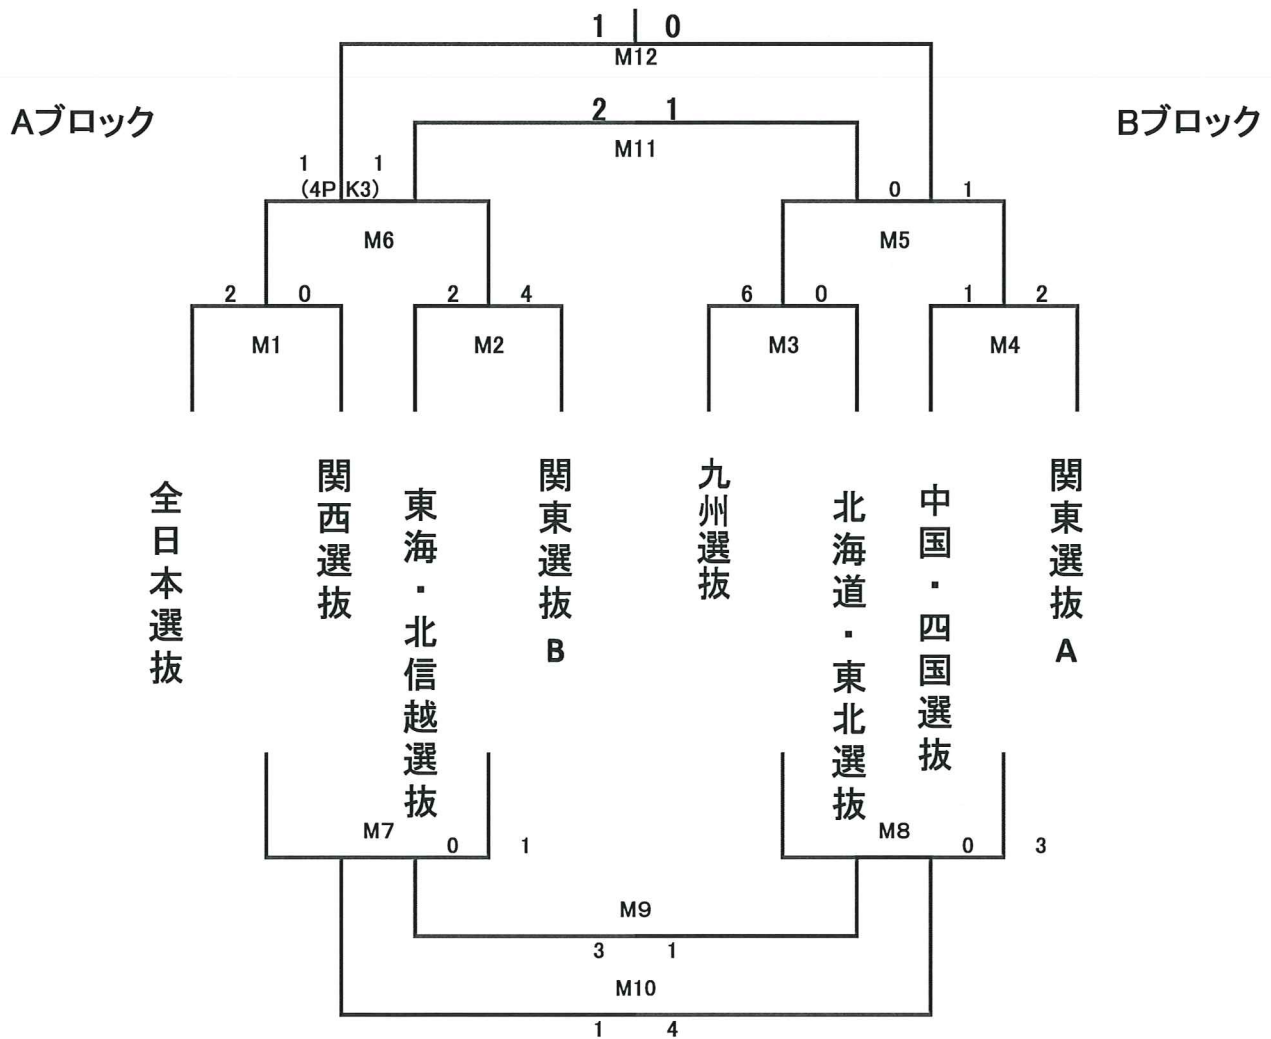 1 0
M12
Aブロック
Bブロック
2 1
M11
1 1
(4PK3)
0 1
M6
M5
2 0
2 4
6 0
1 2
M1
M2
M3
M4
全日本選抜
関西選抜
東海・北信越選抜
関東選抜B
九州選抜
北海道・東北選抜
中国・四国選抜
関東選抜A
M7
0 1
M8
0 3
M9
3 1
M10
1 4